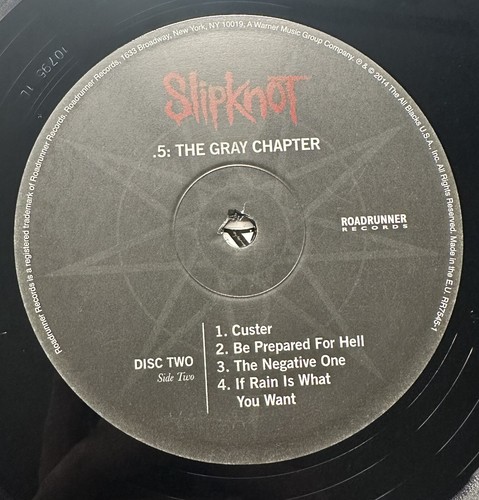 Roadrunner Records is a registered trademark of Roadrunner Records. Roadrunner Records, 1633 Broadway, New York, NY 10019, A Warner Music Group Company. ℗ & © 2014 The All Blacks U.S.A., Inc. All Rights Reserved. Made in the E.U. RR7545-1
SlipKnoT
.5: THE GRAY CHAPTER
ROADRUNNER
RECORDS
DISC TWO
Side Two
1. Custer
2. Be Prepared For Hell
3. The Negative One
4. If Rain Is What
You Want